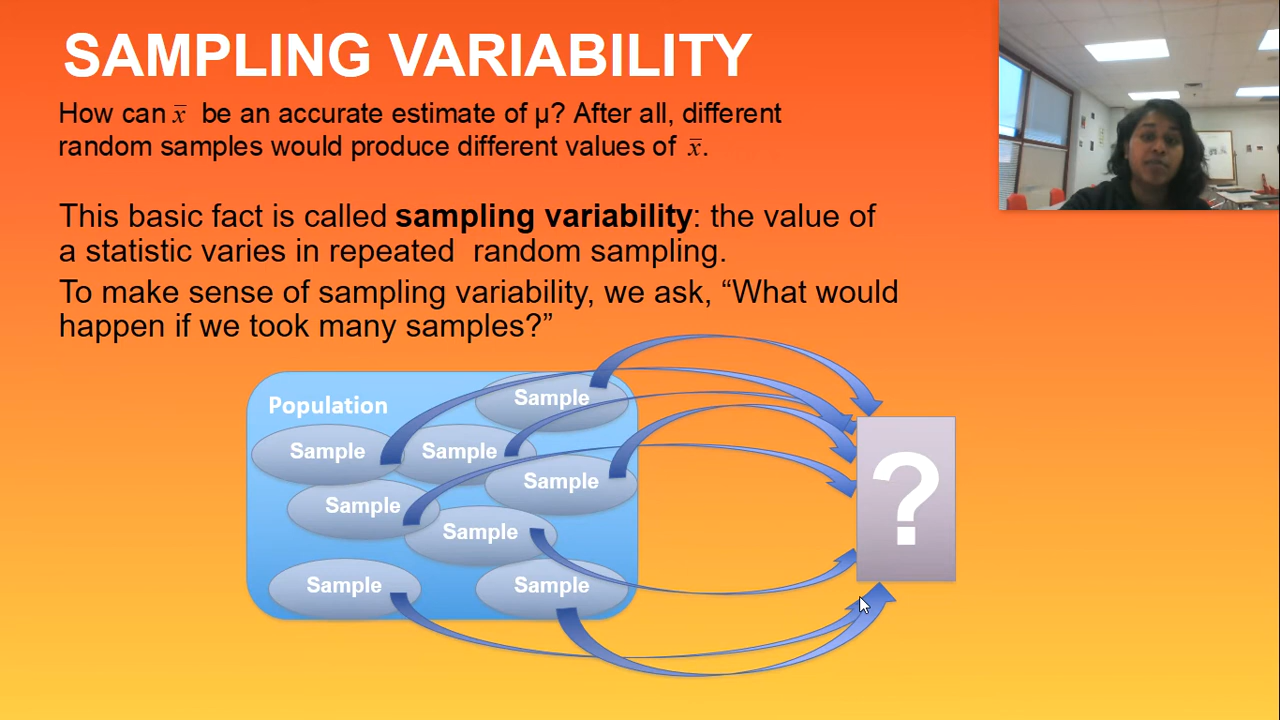 SAMPLING VARIABILITY
How can x̅ be an accurate estimate of μ? After all, different
random samples would produce different values of x̅.
This basic fact is called sampling variability: the value of
a statistic varies in repeated random sampling.
To make sense of sampling variability, we ask, “What would
happen if we took many samples?”
Population
Sample
Sample
Sample
Sample
Sample
Sample
Sample
Sample
?